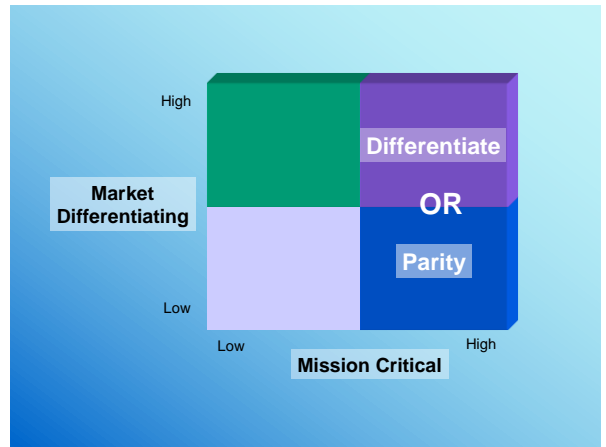 High
Differentiate
Market
Differentiating
OR
Parity
Low
Low
High
Mission Critical